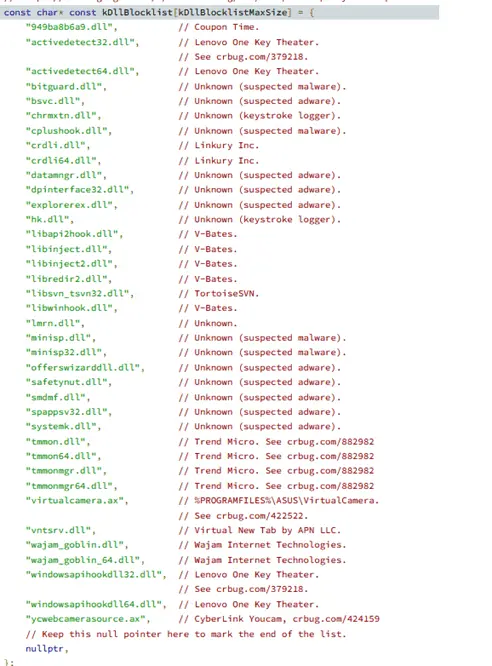 const char* const kDllBlocklist[kDllBlocklistMaxSize] = {
"949ba8b6a9.dll", // Coupon Time.
"activedetect32.dll", // Lenovo One Key Theater.
// See crbug.com/379218.
"activedetect64.dll", // Lenovo One Key Theater.
"bitguard.dll", // Unknown (suspected malware).
"bsvc.dll", // Unknown (suspected adware).
"chrmxtn.dll", // Unknown (keystroke logger).
"cplushook.dll", // Unknown (suspected malware).
"crdli.dll", // Linkury Inc.
"crdli64.dll", // Linkury Inc.
"datamngr.dll", // Unknown (suspected adware).
"dpinterface32.dll", // Unknown (suspected adware).
"explorerex.dll", // Unknown (suspected adware).
"hk.dll", // Unknown (keystroke logger).
"libapi2hook.dll", // V-Bates.
"libinject.dll", // V-Bates.
"libinject2.dll", // V-Bates.
"libredir2.dll", // V-Bates.
"libsvn_tsvn32.dll", // TortoiseSVN.
"libwinhook.dll", // V-Bates.
"lmrn.dll", // Unknown.
"minisp.dll", // Unknown (suspected malware).
"minisp32.dll", // Unknown (suspected malware).
"offerswizarddll.dll", // Unknown (suspected adware).
"safetynut.dll", // Unknown (suspected adware).
"smdmf.dll", // Unknown (suspected adware).
"spappsv32.dll", // Unknown (suspected adware).
"systemk.dll", // Unknown (suspected adware).
"tmmon.dll", // Trend Micro. See crbug.com/882982
"tmmon64.dll", // Trend Micro. See crbug.com/882982
"tmmonmgr.dll", // Trend Micro. See crbug.com/882982
"tmmonmgr64.dll", // Trend Micro. See crbug.com/882982
"virtualcamera.ax", // %PROGRAMFILES%\ASUS\VirtualCamera.
// See crbug.com/422522.
"vntsrv.dll", // Virtual New Tab by APN LLC.
"wajam_goblin.dll", // Wajam Internet Technologies.
"wajam_goblin_64.dll", // Wajam Internet Technologies.
"windowsapihookdll32.dll", // Lenovo One Key Theater.
// See crbug.com/379218.
"windowsapihookdll64.dll", // Lenovo One Key Theater.
"ycwebcamerasource.ax", // CyberLink Youcam, crbug.com/424159
// Keep this null pointer here to mark the end of the list.
nullptr,
};